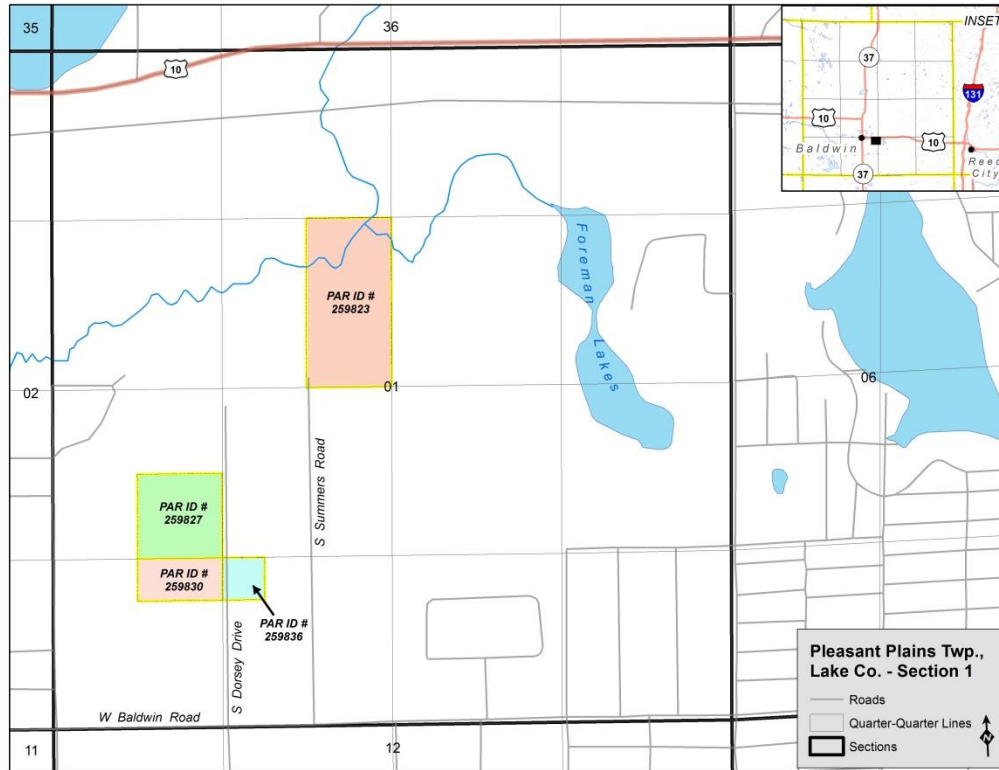 35
36
INSET
10
37
131
10
10
Baldwin
Reed
City
37
Foreman Lakes
PAR ID #
259823
02
01
06
S Summers Road
PAR ID #
259827
PAR ID #
259830
PAR ID #
259836
S Dorsey Drive
W Baldwin Road
11
12
Pleasant Plains Twp.,
Lake Co. - Section 1
Roads
Quarter-Quarter Lines
Sections
N